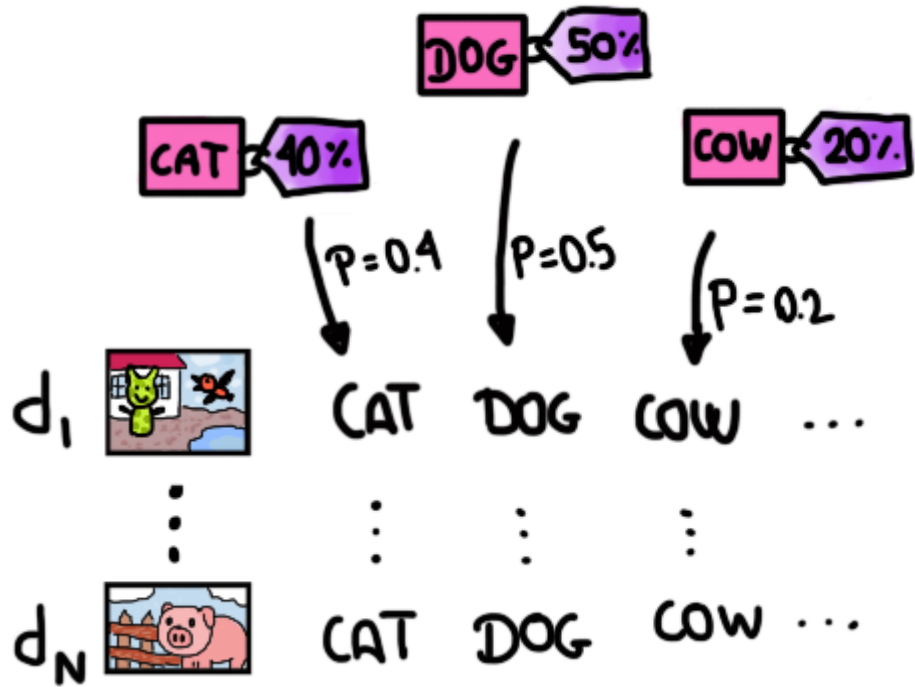 DOG 50%
CAT 40%
COW 20%
P=0.4 P=0.5
P=0.2
d1 CAT DOG COW ...
dN CAT DOG COW ...